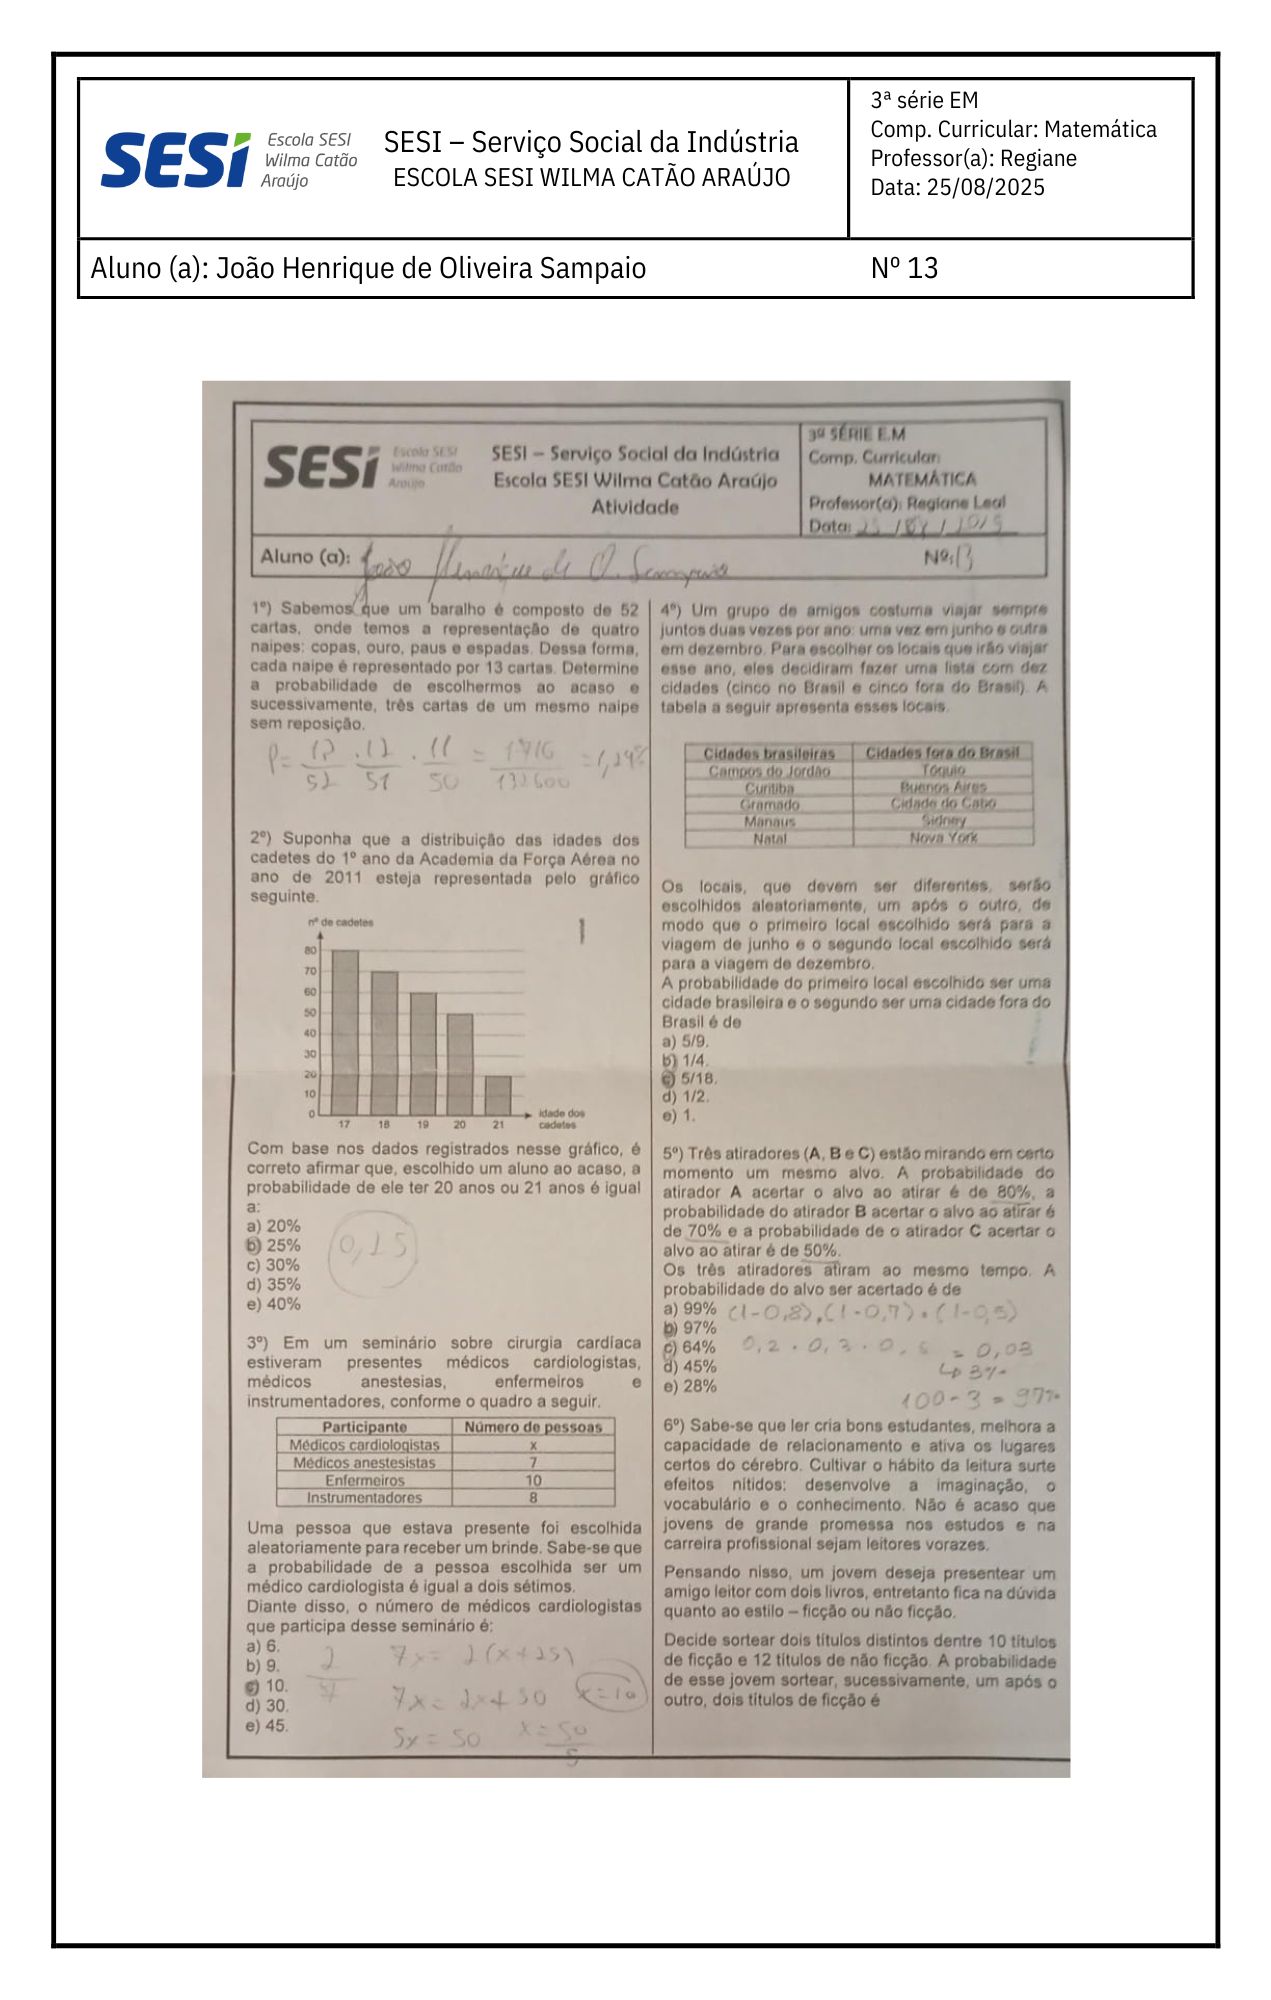 SESI
Escola SESI
Wilma Catão
Araújo
SESI – Serviço Social da Indústria
ESCOLA SESI WILMA CATÃO ARAÚJO
3ª série EM
Comp. Curricular: Matemática
Professor(a): Regiane
Data: 25/08/2025
Aluno (a): João Henrique de Oliveira Sampaio
Nº 13
SESI
Escola SESI
Wilma Catão
Araújo
SESI – Serviço Social da Indústria
Escola SESI Wilma Catão Araújo
Atividade
3ª SÉRIE E.M
Comp. Curricular:
MATEMÁTICA
Professor(a): Regiane Leal
Data:
Aluno (a): João Henrique de O. Sampaio
Nº: 13
1º) Sabemos que um baralho é composto de 52
cartas, onde temos a representação de quatro
naipes: copas, ouro, paus e espadas. Dessa forma,
cada naipe é representado por 13 cartas. Determine
a probabilidade de escolhermos ao acaso e
sucessivamente, três cartas de um mesmo naipe
sem reposição.
P = 13/52 . 12/51 . 11/50 = 1716/132600 = 1,29%
2º) Suponha que a distribuição das idades dos
cadetes do 1º ano da Academia da Força Aérea no
ano de 2011 esteja representada pelo gráfico
seguinte.
nº de cadetes
80
70
60
50
40
30
20
10
0
17 18 19 20 21
idade dos
cadetes
Com base nos dados registrados nesse gráfico, é
correto afirmar que, escolhido um aluno ao acaso, a
probabilidade de ele ter 20 anos ou 21 anos é igual
a:
a) 20%
b) 25%
c) 30%
d) 35%
e) 40%
0,25
3º) Em um seminário sobre cirurgia cardíaca
estiveram presentes médicos cardiologistas,
médicos anestesias, enfermeiros e
instrumentadores, conforme o quadro a seguir.
Participante Número de pessoas
Médicos cardiologistas x
Médicos anestesistas 7
Enfermeiros 10
Instrumentadores 8
Uma pessoa que estava presente foi escolhida
aleatoriamente para receber um brinde. Sabe-se que
a probabilidade de a pessoa escolhida ser um
médico cardiologista é igual a dois sétimos.
Diante disso, o número de médicos cardiologistas
que participa desse seminário é:
a) 6.
b) 9.
c) 10.
d) 30.
e) 45.
2/7
7x = 2(x+25)
7x = 2x+50
x=10
5x = 50
x = 50/5
4º) Um grupo de amigos costuma viajar sempre
juntos duas vezes por ano: uma vez em junho e outra
em dezembro. Para escolher os locais que irão viajar
esse ano, eles decidiram fazer uma lista com dez
cidades (cinco no Brasil e cinco fora do Brasil). A
tabela a seguir apresenta esses locais.
Cidades brasileiras Cidades fora do Brasil
Campos do Jordão Tóquio
Curitiba Buenos Aires
Gramado Cidade do Cabo
Manaus Sidney
Natal Nova York
Os locais, que devem ser diferentes, serão
escolhidos aleatoriamente, um após o outro, de
modo que o primeiro local escolhido será para a
viagem de junho e o segundo local escolhido será
para a viagem de dezembro.
A probabilidade do primeiro local escolhido ser uma
cidade brasileira e o segundo ser uma cidade fora do
Brasil é de
a) 5/9.
b) 1/4.
c) 5/18.
d) 1/2.
e) 1.
5º) Três atiradores (A, B e C) estão mirando em certo
momento um mesmo alvo. A probabilidade do
atirador A acertar o alvo ao atirar é de 80%, a
probabilidade do atirador B acertar o alvo ao atirar é
de 70% e a probabilidade de o atirador C acertar o
alvo ao atirar é de 50%.
Os três atiradores atiram ao mesmo tempo. A
probabilidade do alvo ser acertado é de
a) 99%
b) 97%
c) 64%
d) 45%
e) 28%
(1-0,8).(1-0,7).(1-0,5)
0,2 . 0,3 . 0,5 = 0,03
↳ 3%
100 - 3 = 97%
6º) Sabe-se que ler cria bons estudantes, melhora a
capacidade de relacionamento e ativa os lugares
certos do cérebro. Cultivar o hábito da leitura surte
efeitos nítidos: desenvolve a imaginação, o
vocabulário e o conhecimento. Não é acaso que
jovens de grande promessa nos estudos e na
carreira profissional sejam leitores vorazes.
Pensando nisso, um jovem deseja presentear um
amigo leitor com dois livros, entretanto fica na dúvida
quanto ao estilo – ficção ou não ficção.
Decide sortear dois títulos distintos dentre 10 títulos
de ficção e 12 títulos de não ficção. A probabilidade
de esse jovem sortear, sucessivamente, um após o
outro, dois títulos de ficção é